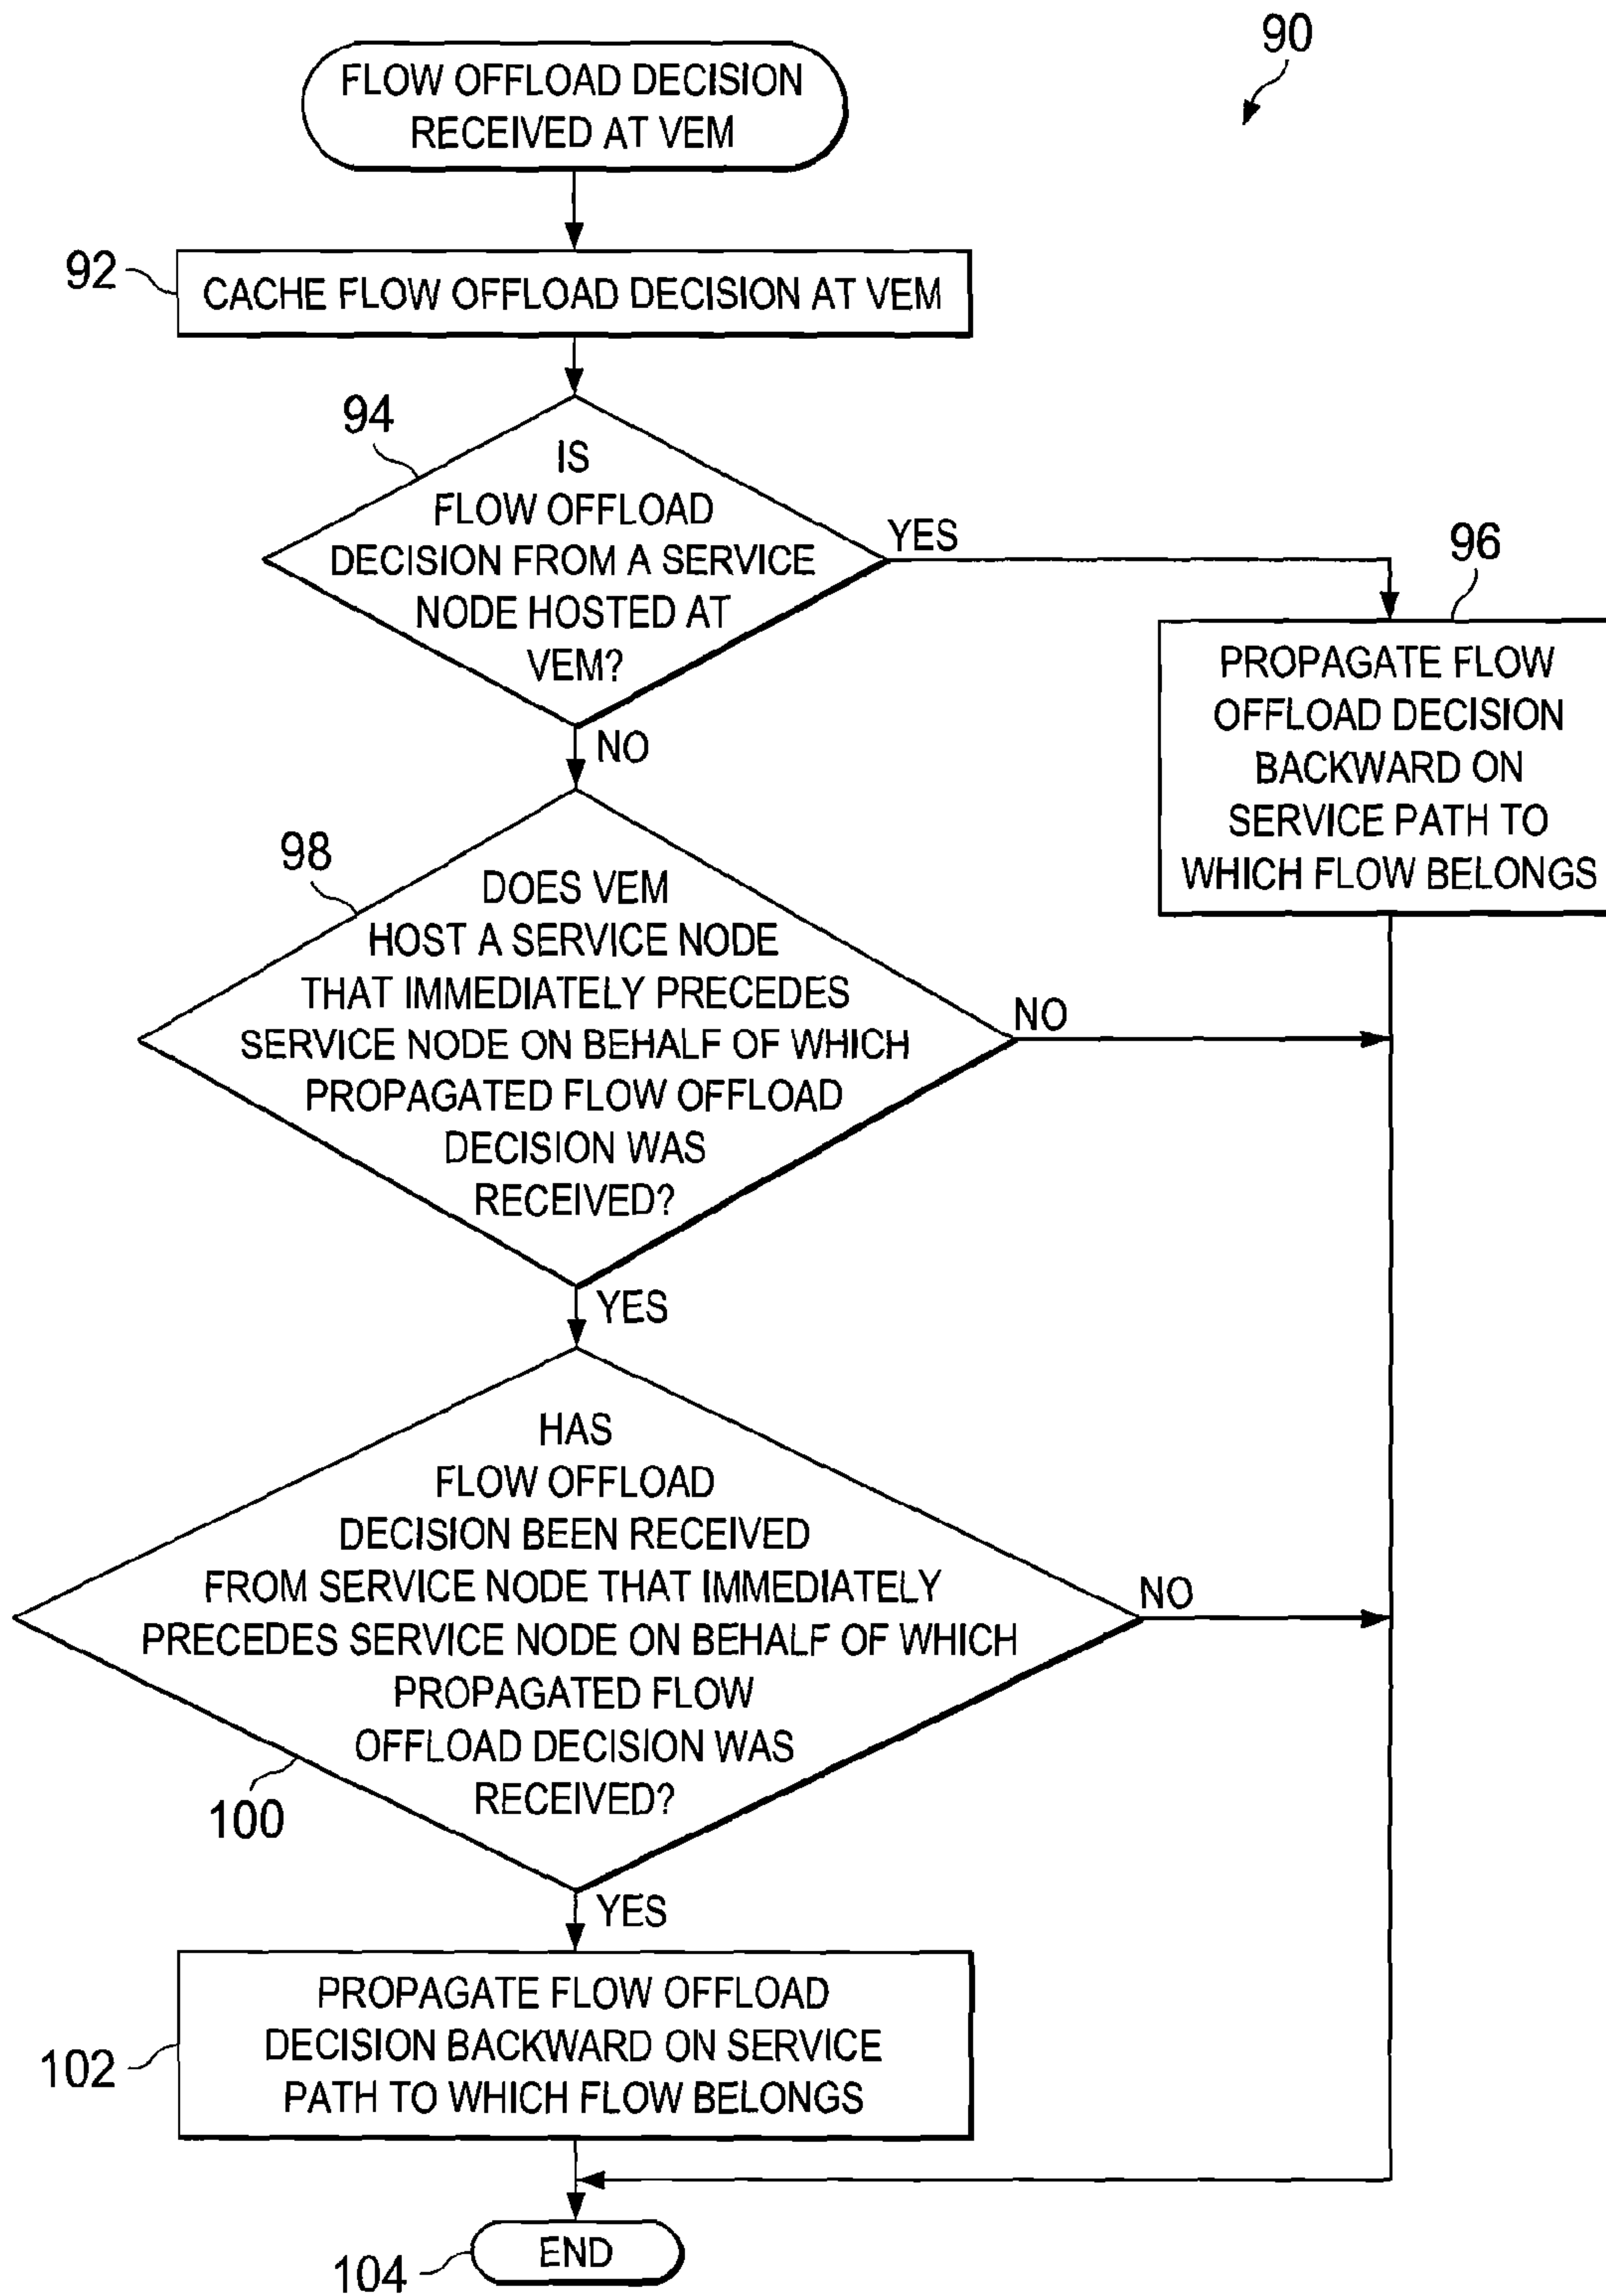 90
FLOW OFFLOAD DECISION
RECEIVED AT VEM
92
CACHE FLOW OFFLOAD DECISION AT VEM
94
IS
FLOW OFFLOAD
DECISION FROM A SERVICE
NODE HOSTED AT
VEM?
YES
96
PROPAGATE FLOW
OFFLOAD DECISION
BACKWARD ON
SERVICE PATH TO
WHICH FLOW BELONGS
NO
98
DOES VEM
HOST A SERVICE NODE
THAT IMMEDIATELY PRECEDES
SERVICE NODE ON BEHALF OF WHICH
PROPAGATED FLOW OFFLOAD
DECISION WAS
RECEIVED?
NO
YES
HAS
FLOW OFFLOAD
DECISION BEEN RECEIVED
FROM SERVICE NODE THAT IMMEDIATELY
PRECEDES SERVICE NODE ON BEHALF OF WHICH
PROPAGATED FLOW
OFFLOAD DECISION WAS
RECEIVED?
NO
100
YES
PROPAGATE FLOW OFFLOAD
DECISION BACKWARD ON SERVICE
PATH TO WHICH FLOW BELONGS
102
END
104